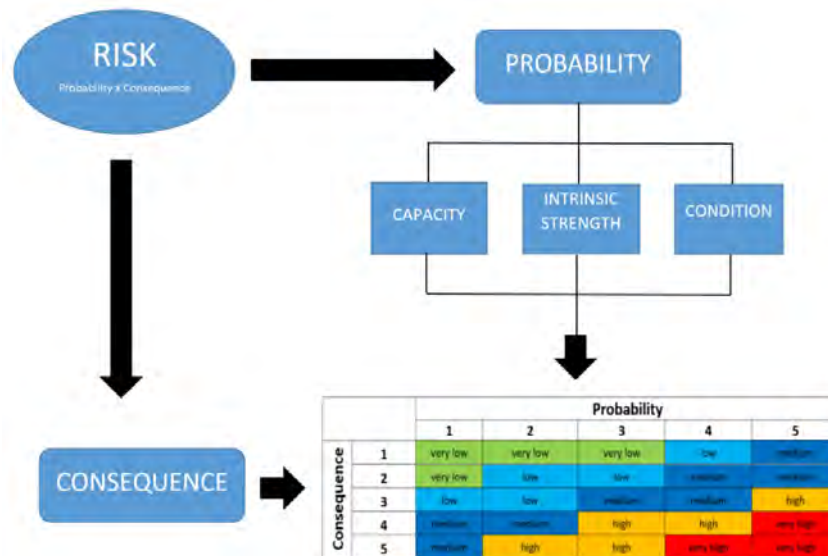 RISK
Probability x Consequence
PROBABILITY
CAPACITY
INTRINSIC
STRENGTH
CONDITION
CONSEQUENCE
Probability
1 2 3 4 5
Consequence
1 very low very low very low low medium
2 very low low low medium medium
3 low low medium medium high
4 medium medium high high very high
5 medium high high very high very high